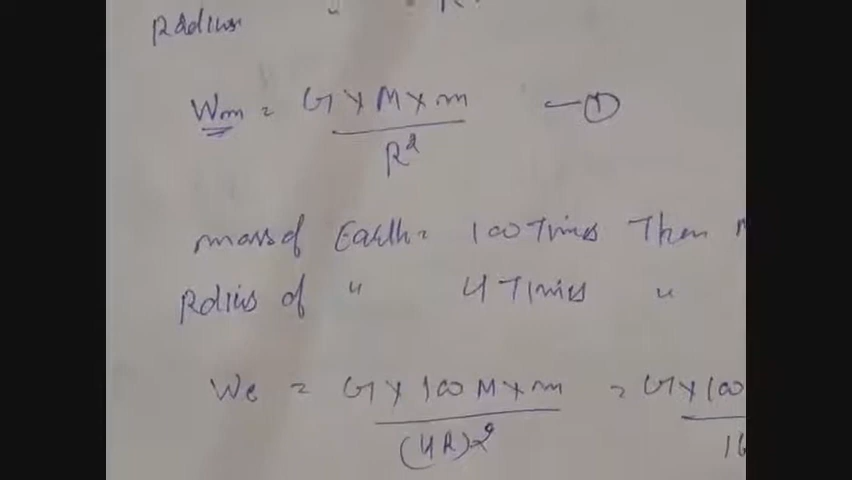 Radius " R
Wm = G × M × m —①
R²
mass of Earth = 100 Times Then
Rdius of " 4 Times "
We = G × 100 M × m = G × 100
(4R)² 16